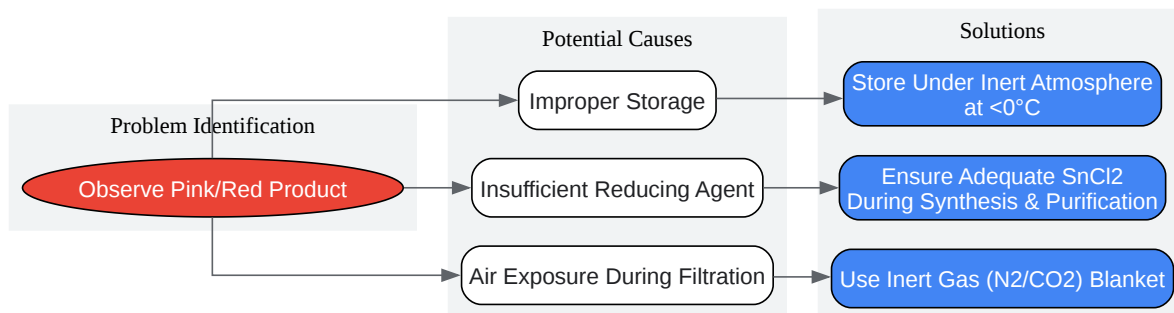 Problem Identification
Observe Pink/Red Product
Potential Causes
Improper Storage
Insufficient Reducing Agent
Air Exposure During Filtration
Solutions
Store Under Inert Atmosphere
at <0°C
Ensure Adequate SnCl2
During Synthesis & Purification
Use Inert Gas (N2/CO2) Blanket